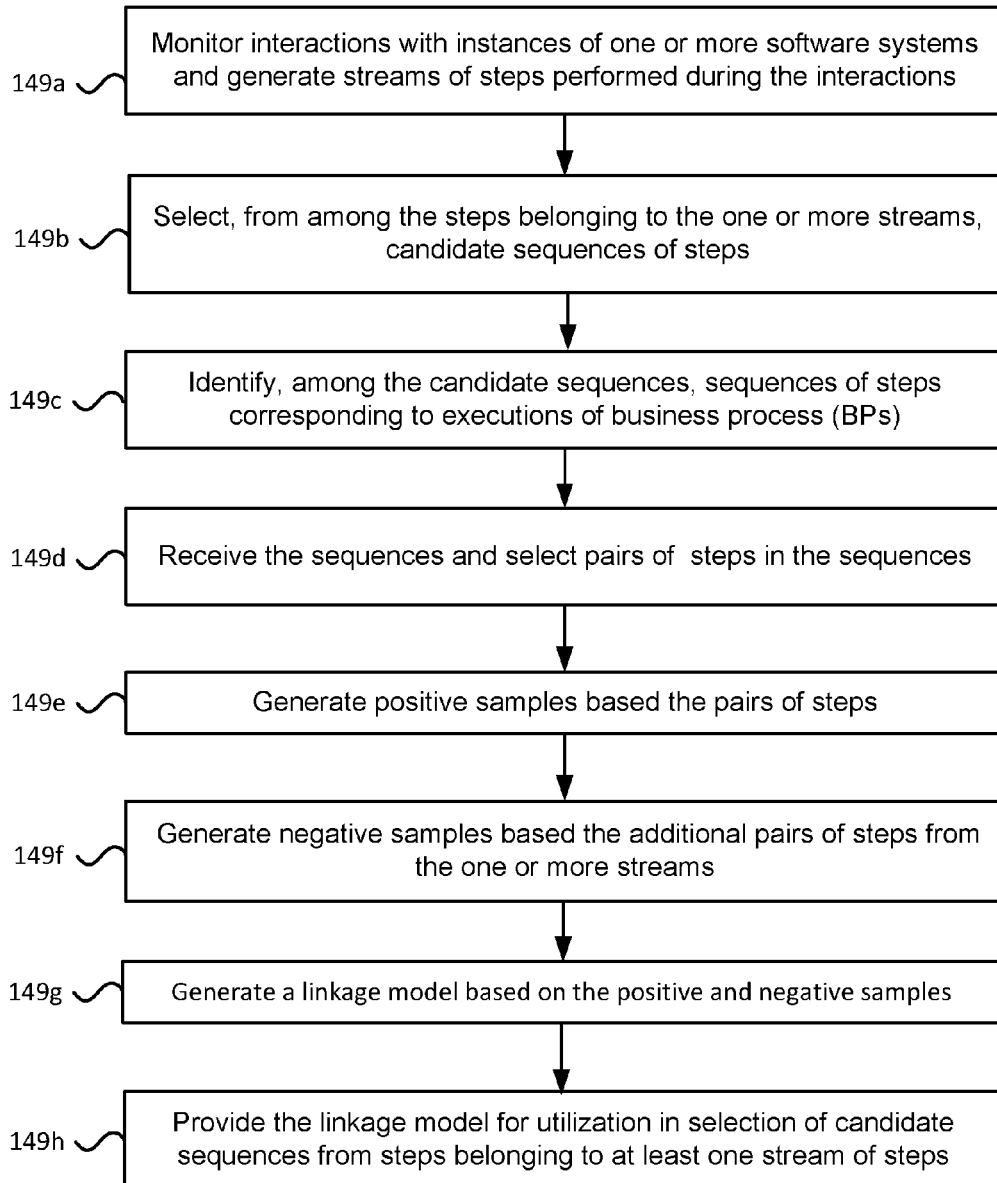 149a
Monitor interactions with instances of one or more software systems
and generate streams of steps performed during the interactions
149b
Select, from among the steps belonging to the one or more streams,
candidate sequences of steps
149c
Identify, among the candidate sequences, sequences of steps
corresponding to executions of business process (BPs)
149d
Receive the sequences and select pairs of steps in the sequences
149e
Generate positive samples based the pairs of steps
149f
Generate negative samples based the additional pairs of steps from
the one or more streams
149g
Generate a linkage model based on the positive and negative samples
149h
Provide the linkage model for utilization in selection of candidate
sequences from steps belonging to at least one stream of steps